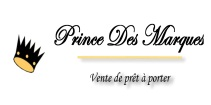 Prince Des Marques
Vente de prêt à porter